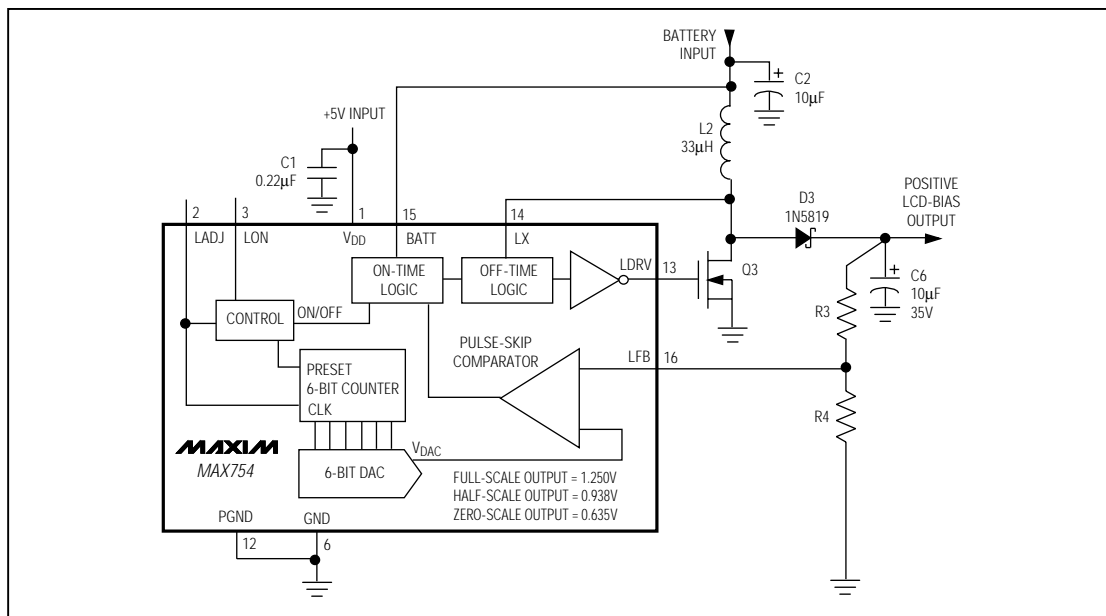 BATTERY
INPUT
+
C2
10µF
+5V INPUT
L2
33µH
C1
0.22µF
D3
1N5819
POSITIVE
LCD-BIAS
OUTPUT
2
3
1
15
14
LADJ
LON
VDD
BATT
LX
LDRV
13
Q3
ON-TIME
LOGIC
OFF-TIME
LOGIC
+
C6
10µF
35V
R3
CONTROL
ON/OFF
PULSE-SKIP
COMPARATOR
LFB
16
PRESET
6-BIT COUNTER
CLK
R4
MAXIM
MAX754
VDAC
6-BIT DAC
FULL-SCALE OUTPUT = 1.250V
HALF-SCALE OUTPUT = 0.938V
ZERO-SCALE OUTPUT = 0.635V
PGND
GND
12
6